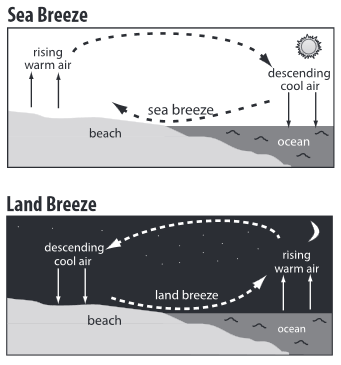 Sea Breeze
rising
warm air
descending
cool air
sea breeze
beach
ocean
Land Breeze
descending
cool air
rising
warm air
land breeze
beach
ocean